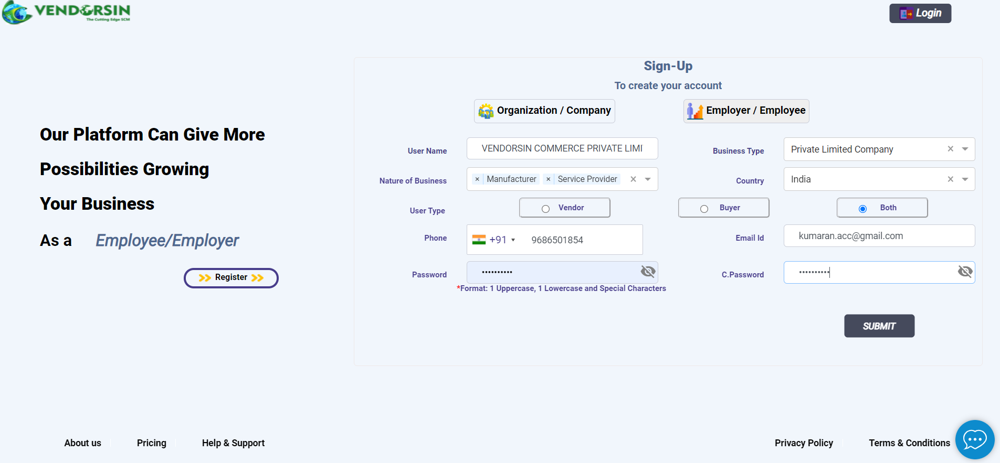 VENDORSIN
The Cutting Edge SCM
Login
Our Platform Can Give More
Possibilities Growing
Your Business
As a Employee/Employer
Register
Sign-Up
To create your account
Organization / Company
Employer / Employee
User Name
VENDORSIN COMMERCE PRIVATE LIMI
Business Type
Private Limited Company
Nature of Business
× Manufacturer × Service Provider
Country
India
User Type
Vendor
Buyer
Both
Phone
+91 9686501854
Email Id
kumaran.acc@gmail.com
Password
••••••••••
C.Password
••••••••••
*Format: 1 Uppercase, 1 Lowercase and Special Characters
SUBMIT
About us
Pricing
Help & Support
Privacy Policy
Terms & Conditions